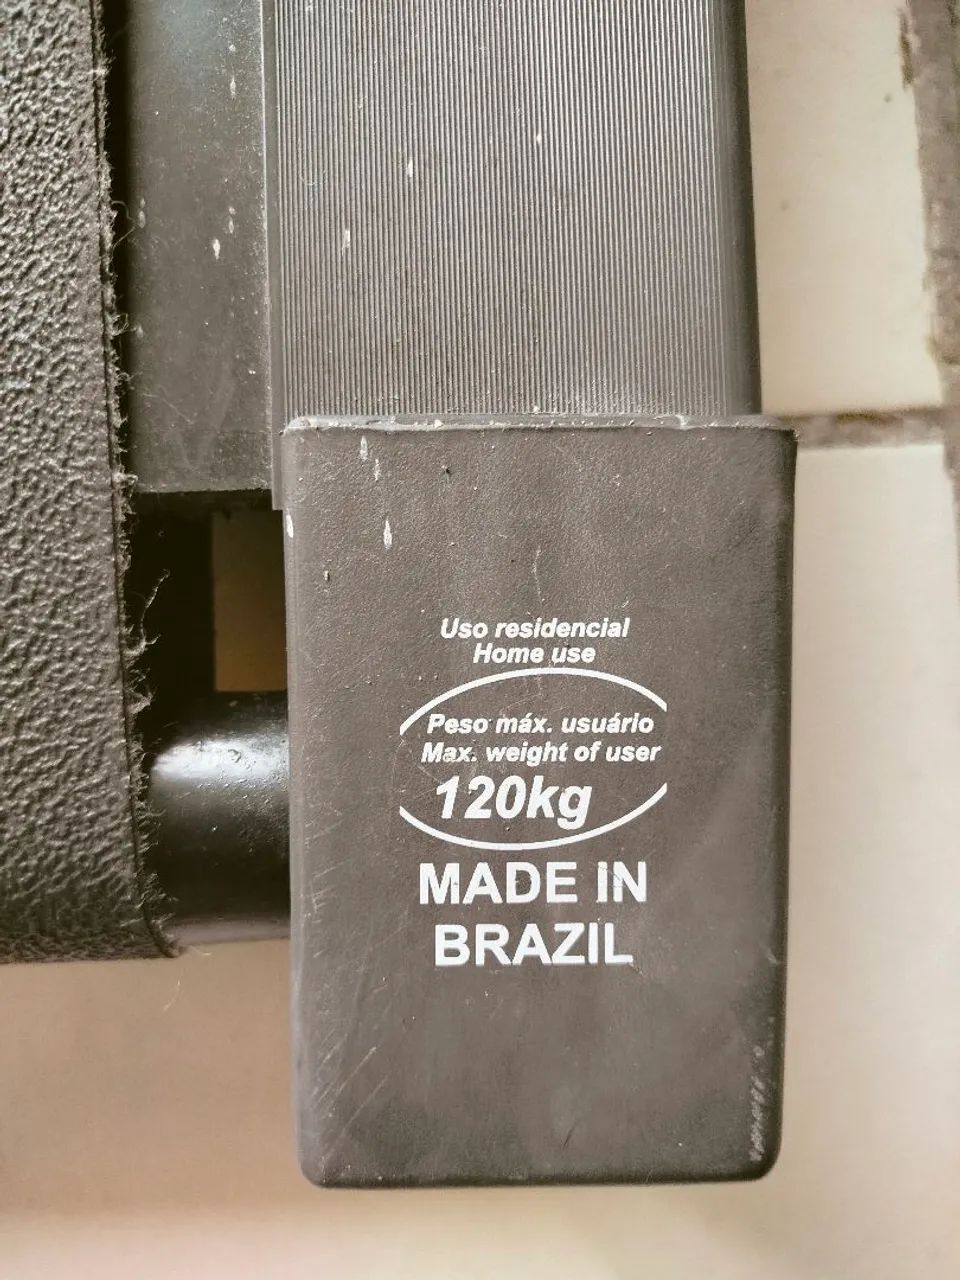 Uso residencial
Home use
Peso máx. usuário
Max. weight of user
120kg
MADE IN
BRAZIL